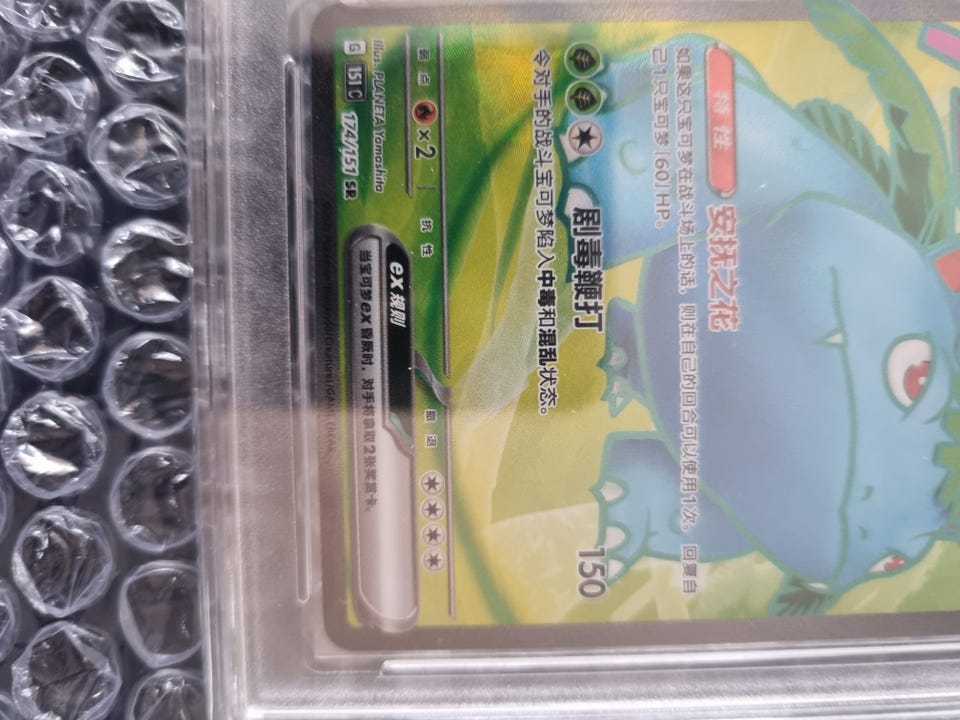 特性 安抚之花
如果这只宝可梦在战斗场上的话，则在自己的回合可以使用1次。回复自
己1只宝可梦「60」HP。
剧毒鞭打 150
令对手的战斗宝可梦陷入中毒和混乱状态。
弱点 ×2 抗性 撤退
ex规则
当宝可梦ex昏厥时，对手将拿取2张奖赏卡。
Illus. PLANETA Yamashita
G 151 C 174/151 SR
Creatures/GAME FREAK.